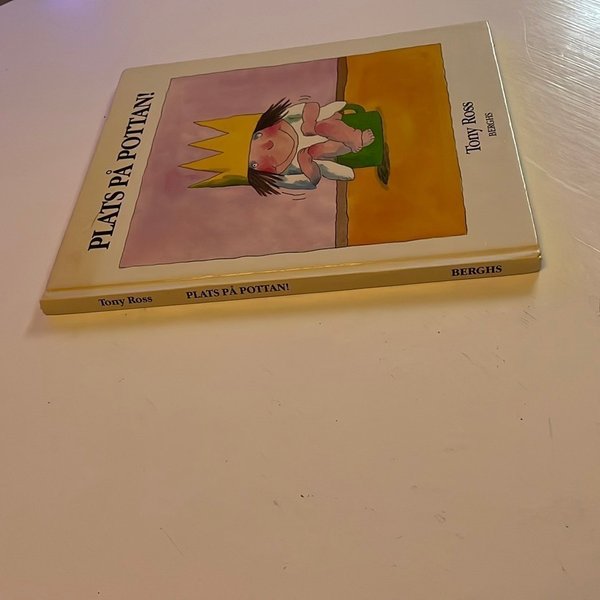 PLATS PÅ POTTAN!
Tony Ross
BERGHS
Tony Ross PLATS PÅ POTTAN! BERGHS